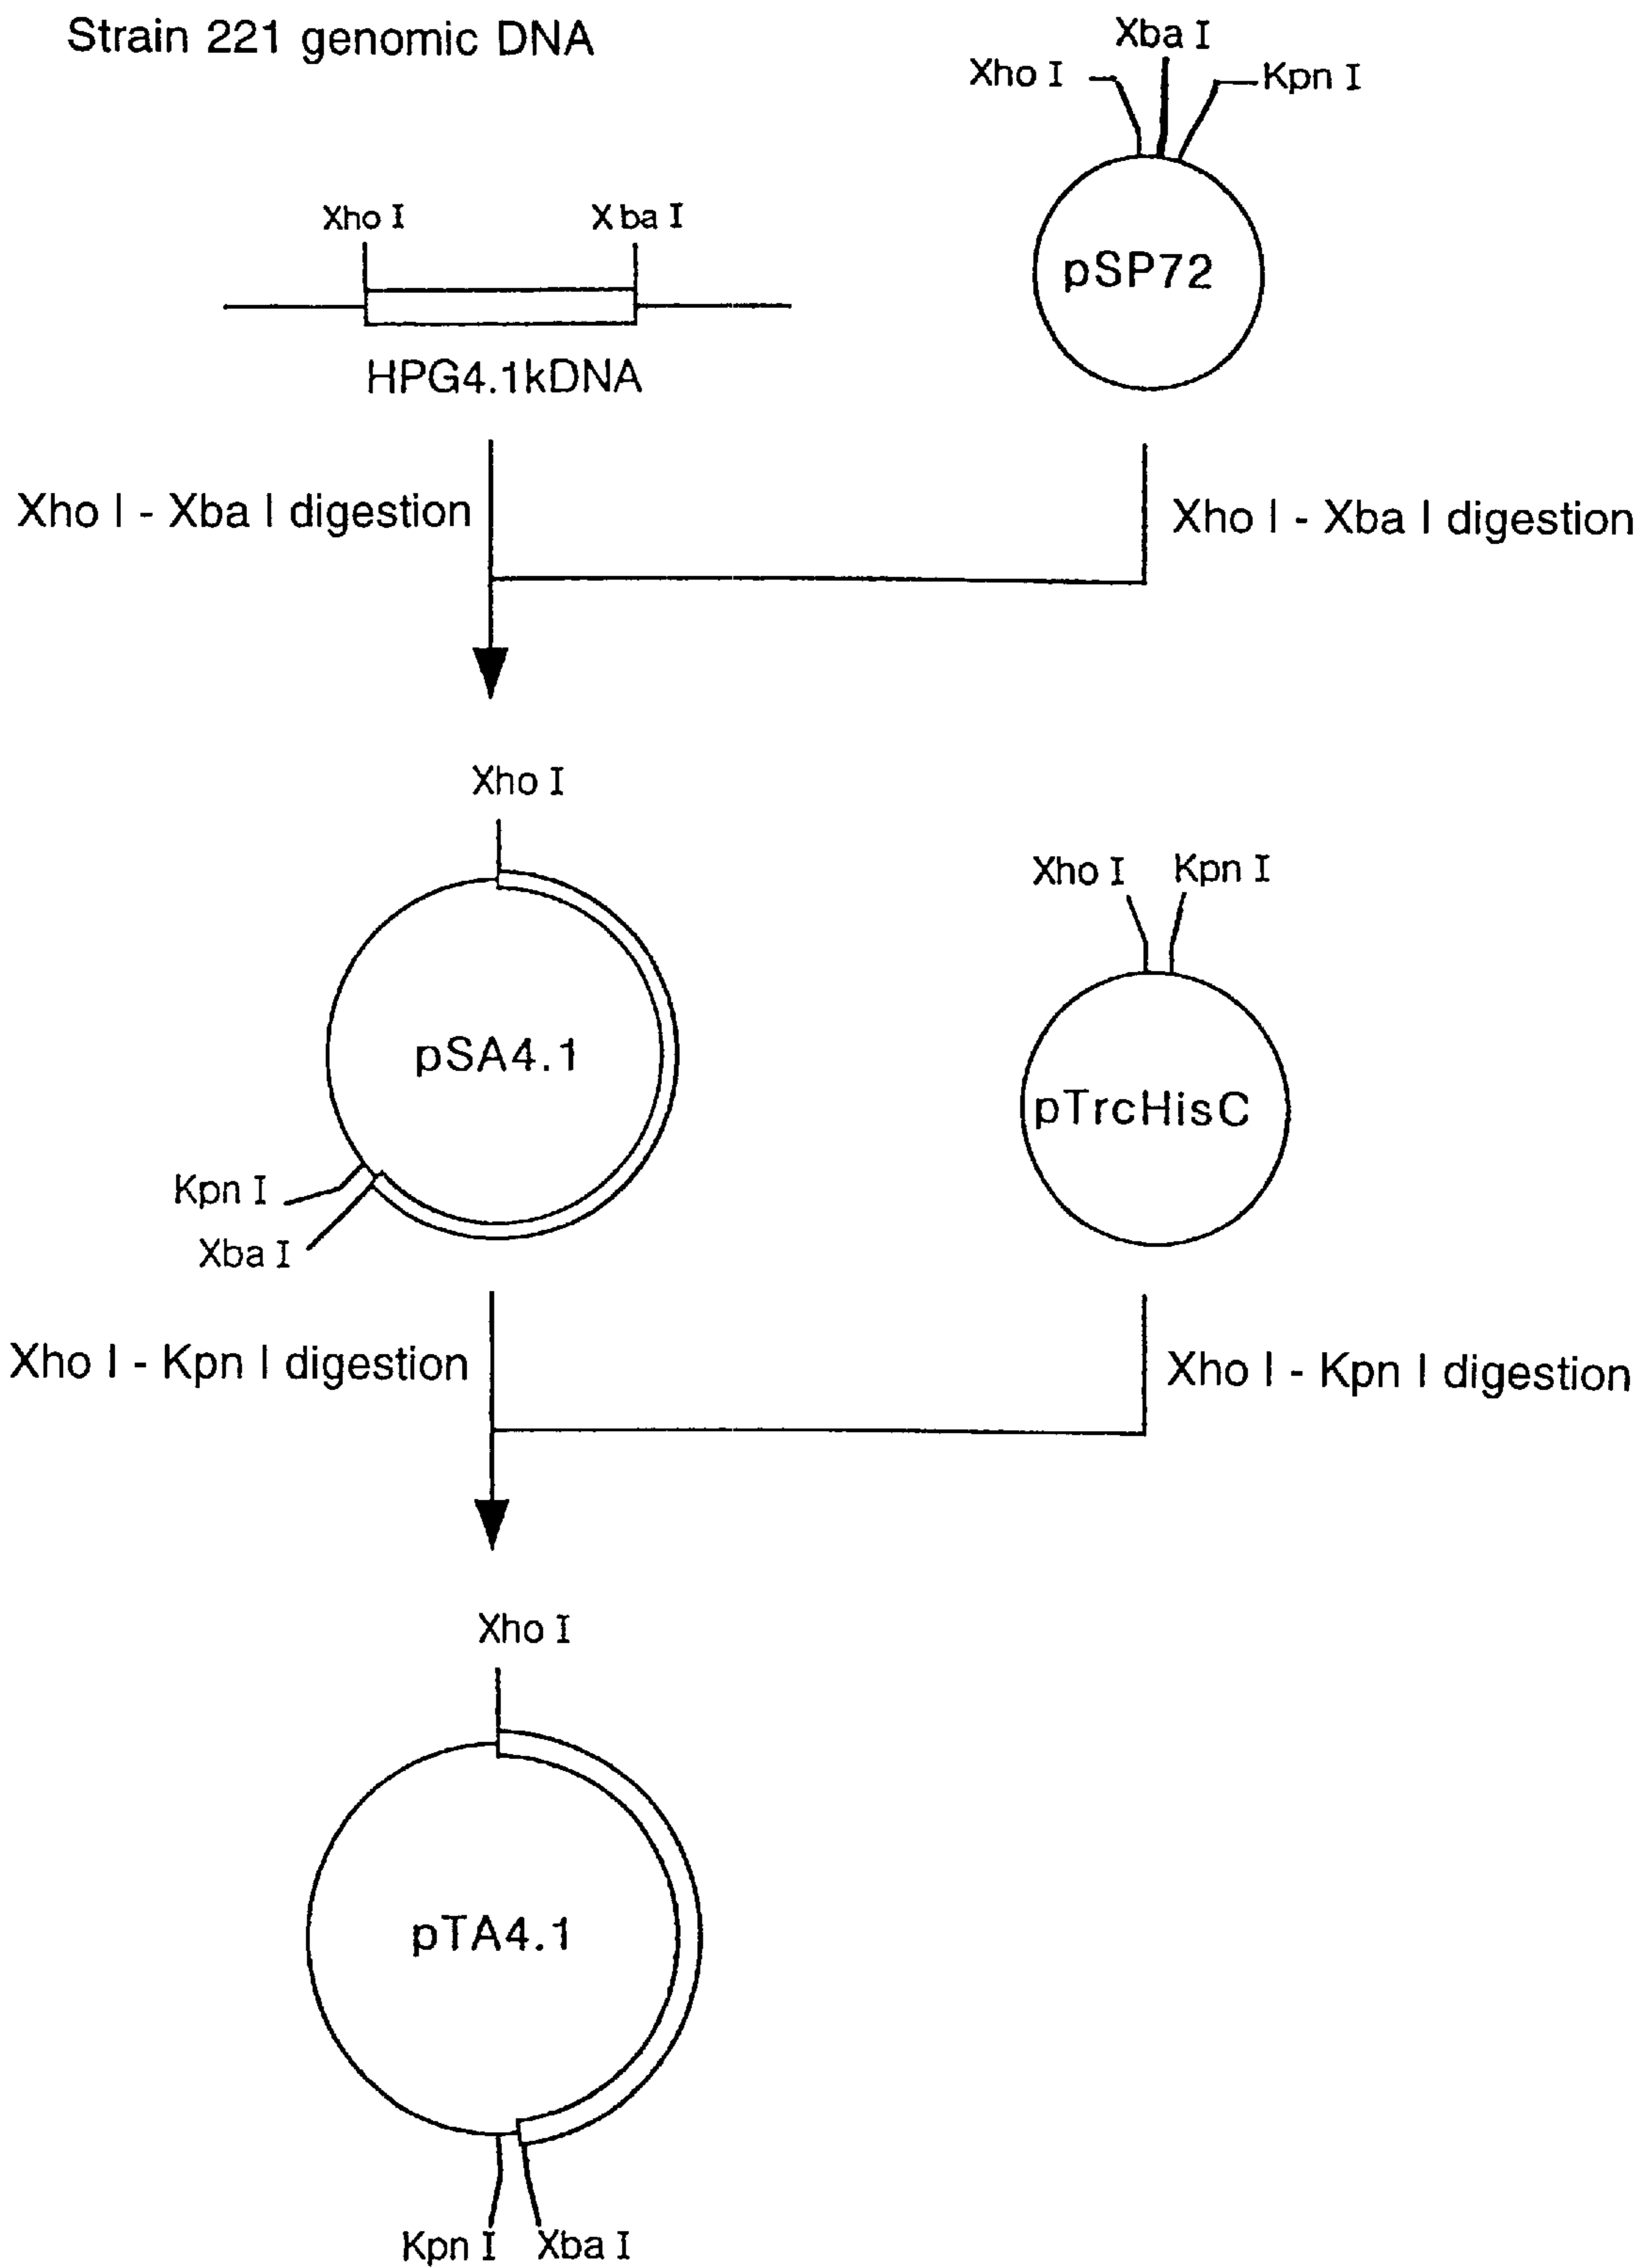 Strain 221 genomic DNA
Xba I
Xho I
Kpn I
Xho I
Xba I
pSP72
HPG4.1kDNA
Xho I - Xba I digestion
Xho I - Xba I digestion
Xho I
Xho I
Kpn I
pSA4.1
pTrcHisC
Kpn I
Xba I
Xho I - Kpn I digestion
Xho I - Kpn I digestion
Xho I
pTA4.1
Kpn I
Xba I